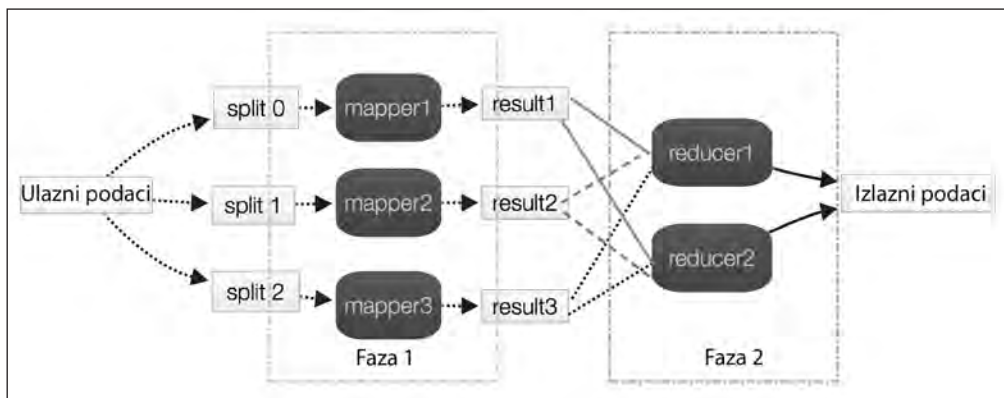 split 0
mapper1
result1
reducer1
Ulazni podaci
split 1
mapper2
result2
Izlazni podaci
reducer2
split 2
mapper3
result3
Faza 1
Faza 2